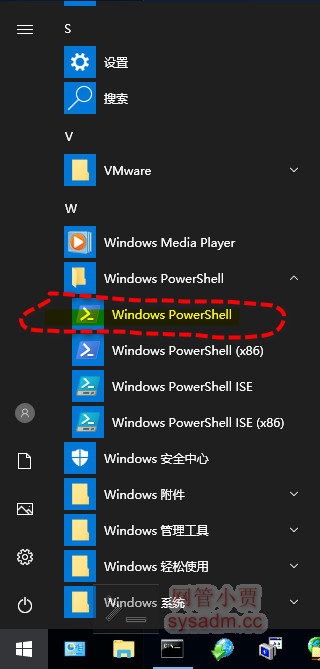 S
设置
搜索
V
VMware
W
Windows Media Player
Windows PowerShell
Windows PowerShell
Windows PowerShell (x86)
Windows PowerShell ISE
Windows PowerShell ISE (x86)
Windows 安全中心
Windows 附件
Windows 管理工具
Windows 轻松使用
Windows 系统
网管小贾
sysadm.cc